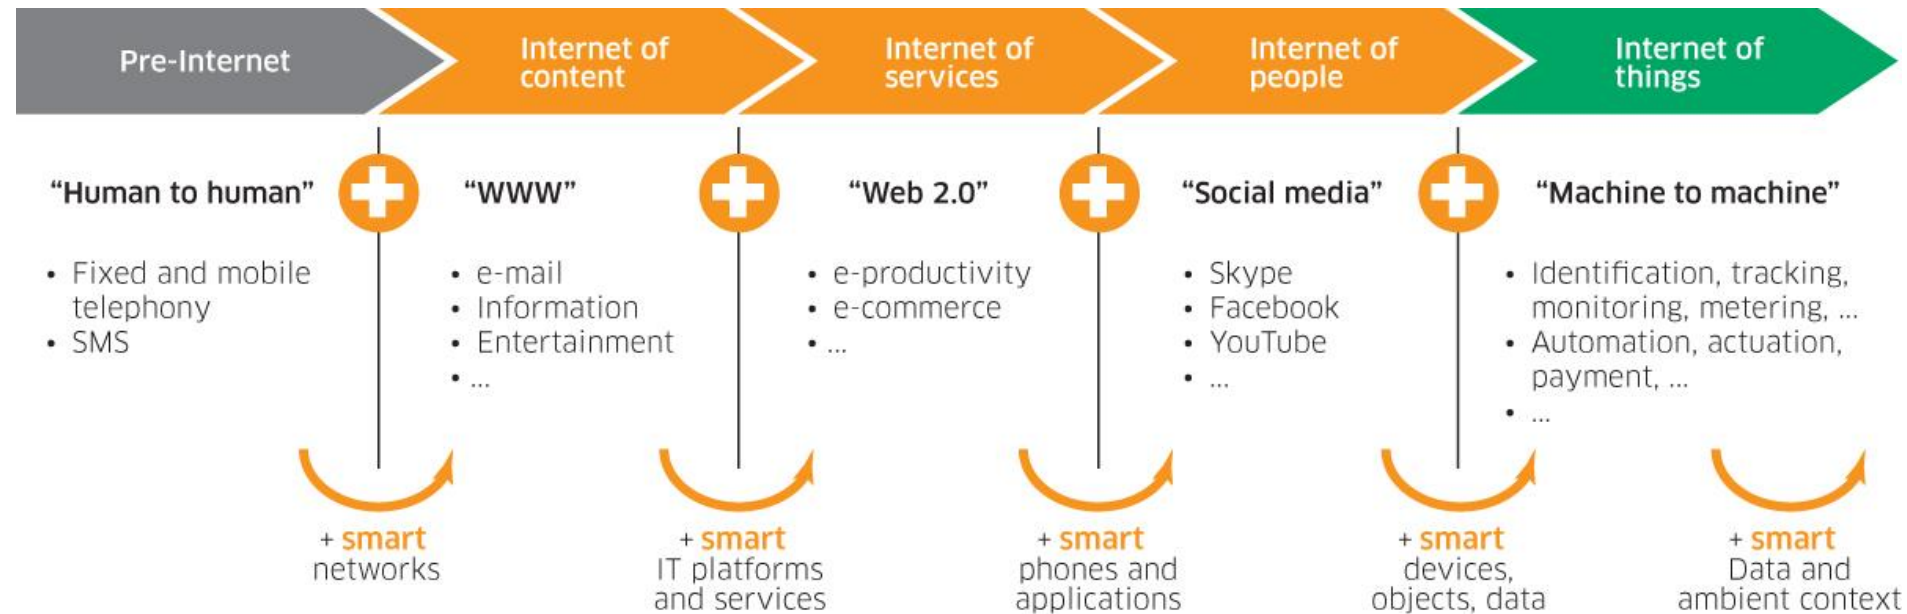 Pre-Internet
Internet of
content
Internet of
services
Internet of
people
Internet of
things
“Human to human”
“WWW”
“Web 2.0”
“Social media”
“Machine to machine”
• Fixed and mobile
telephony
• SMS
• e-mail
• Information
• Entertainment
• ...
• e-productivity
• e-commerce
• ...
• Skype
• Facebook
• YouTube
• ...
• Identification, tracking,
monitoring, metering, ...
• Automation, actuation,
payment, ...
• ...
+ smart
networks
+ smart
IT platforms
and services
+ smart
phones and
applications
+ smart
devices,
objects, data
+ smart
Data and
ambient context